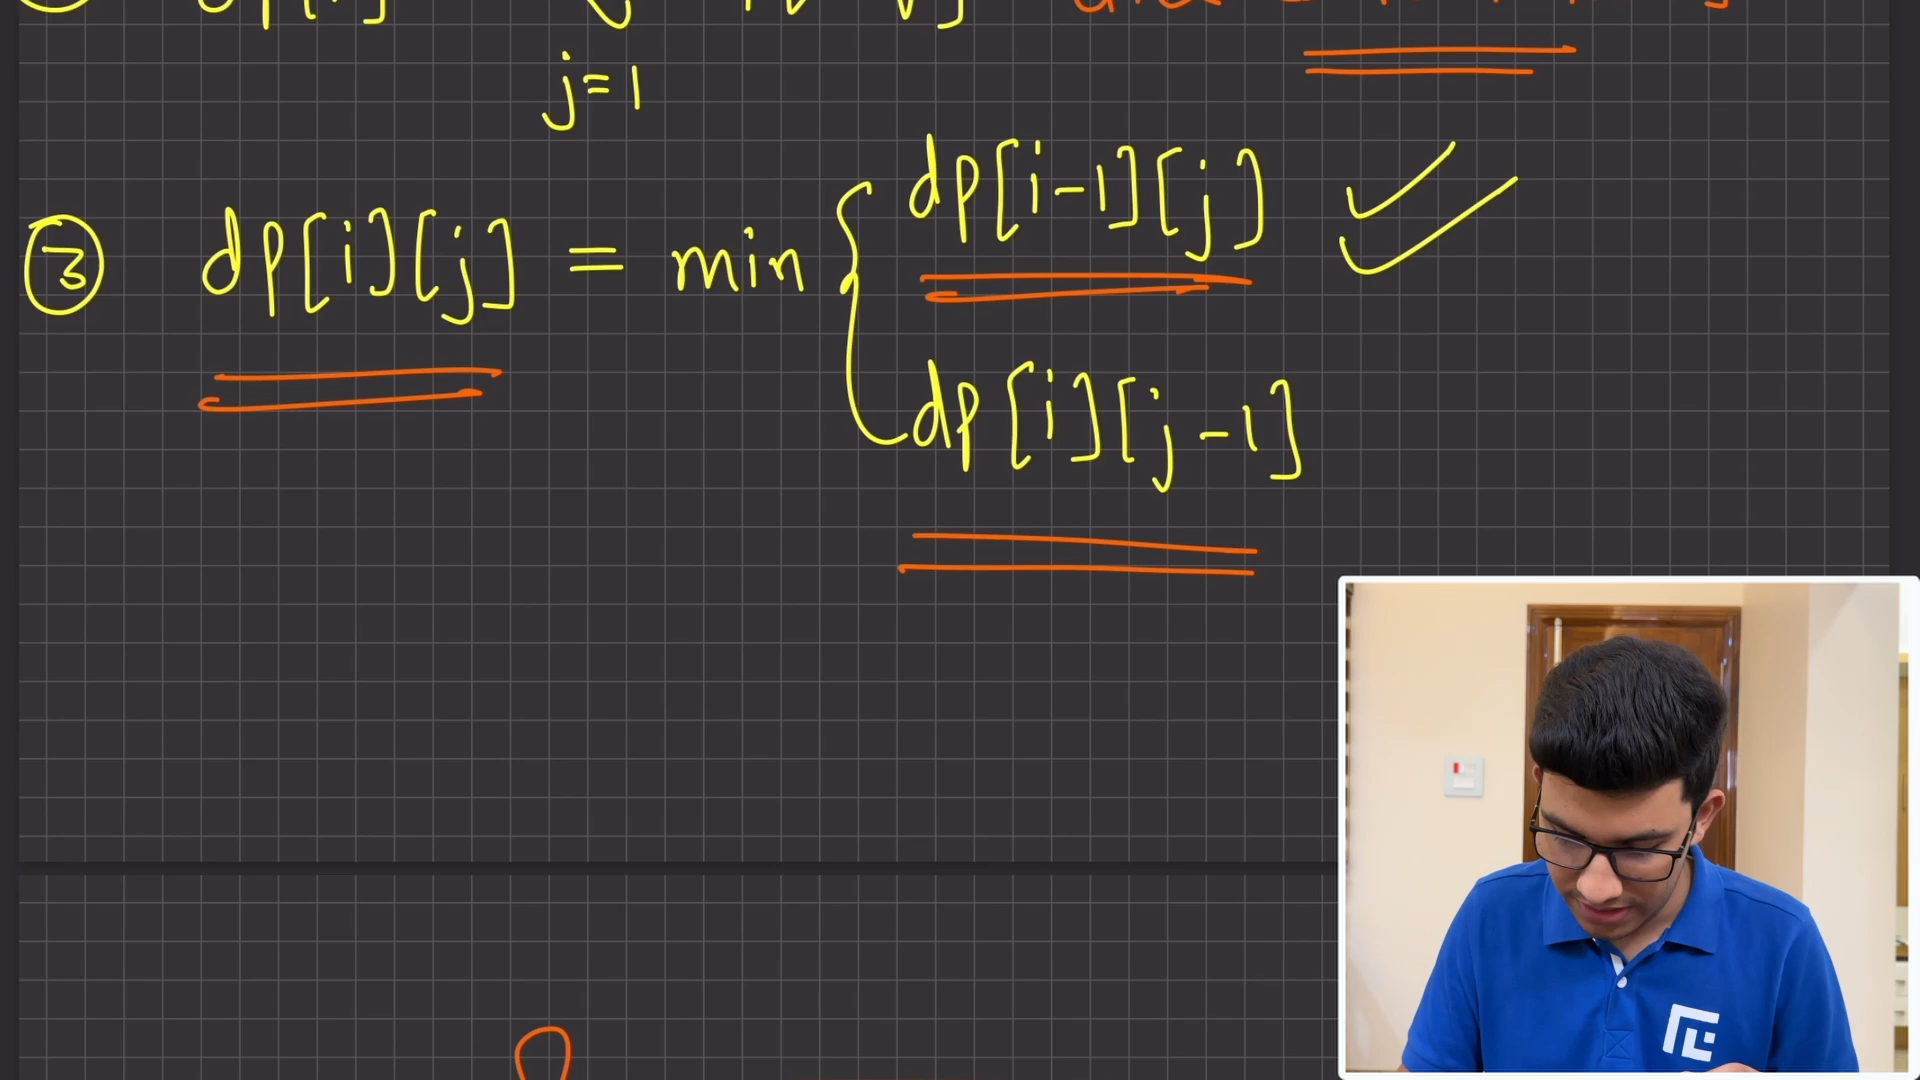 j=1
③ dp[i][j] = min { dp[i-1][j]
dp[i][j-1]